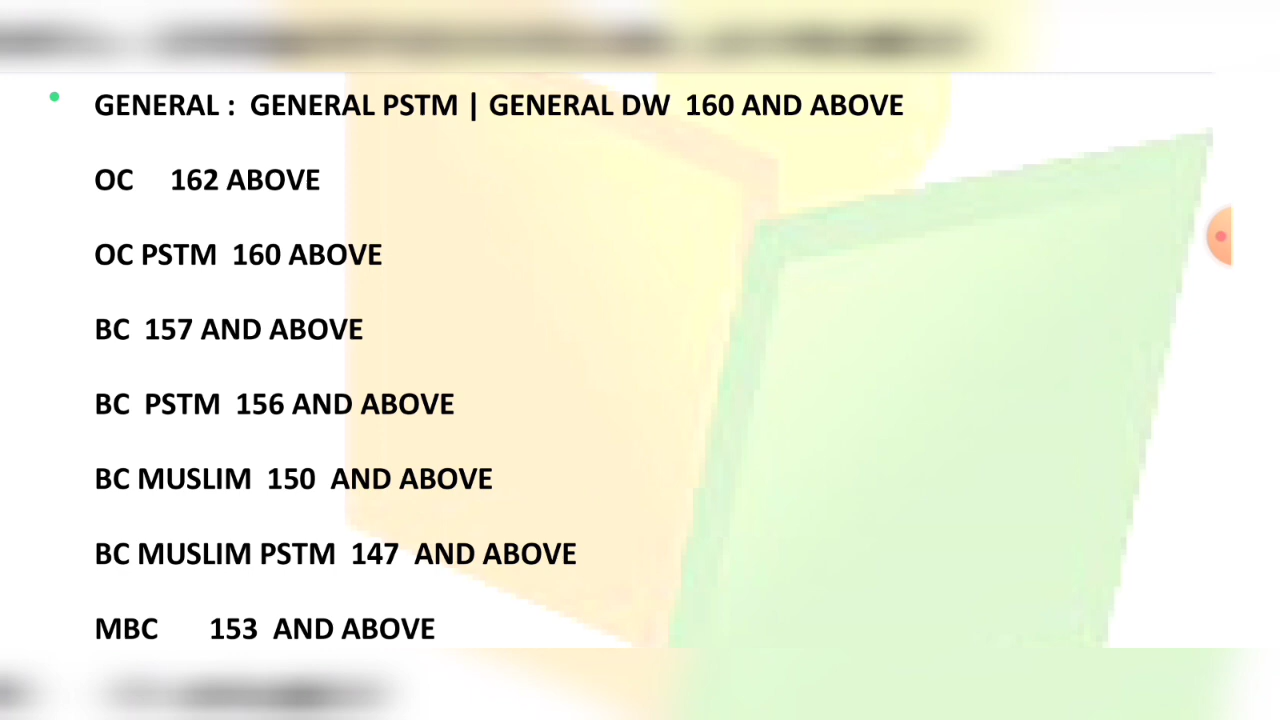 GENERAL : GENERAL PSTM | GENERAL DW 160 AND ABOVE
OC 162 ABOVE
OC PSTM 160 ABOVE
BC 157 AND ABOVE
BC PSTM 156 AND ABOVE
BC MUSLIM 150 AND ABOVE
BC MUSLIM PSTM 147 AND ABOVE
MBC 153 AND ABOVE